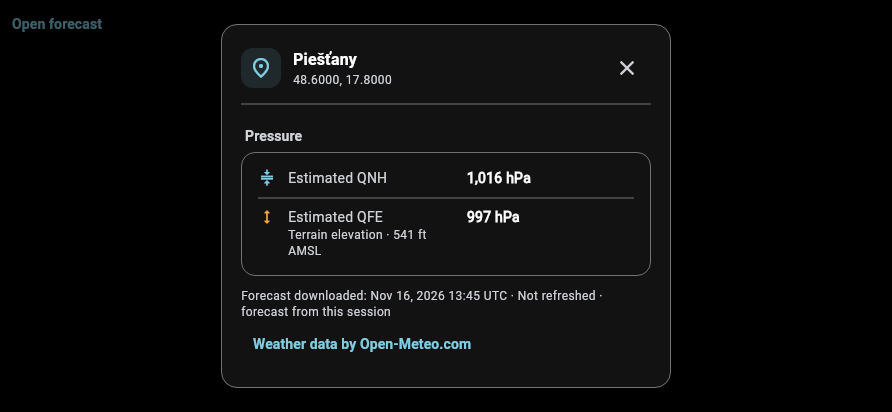 Open forecast
Piešťany
48.6000, 17.8000
Pressure
Estimated QNH 1,016 hPa
Estimated QFE 997 hPa
Terrain elevation · 541 ft
AMSL
Forecast downloaded: Nov 16, 2026 13:45 UTC · Not refreshed ·
forecast from this session
Weather data by Open-Meteo.com